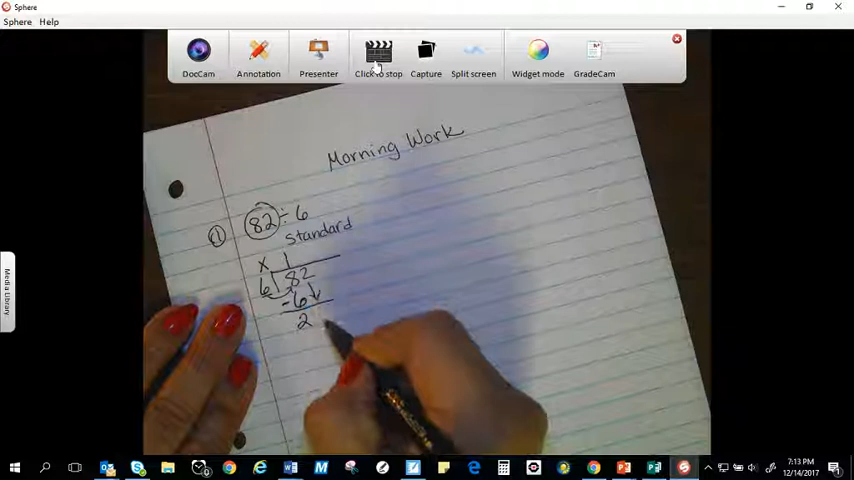 Sphere
Sphere Help
DocCam Annotation Presenter Click to stop Capture Split screen Widget mode GradeCam
Morning Work
① 82 ÷ 6
Standard
x 1
6 82
- 6
2
Media Library
7:13 PM
12/14/2017